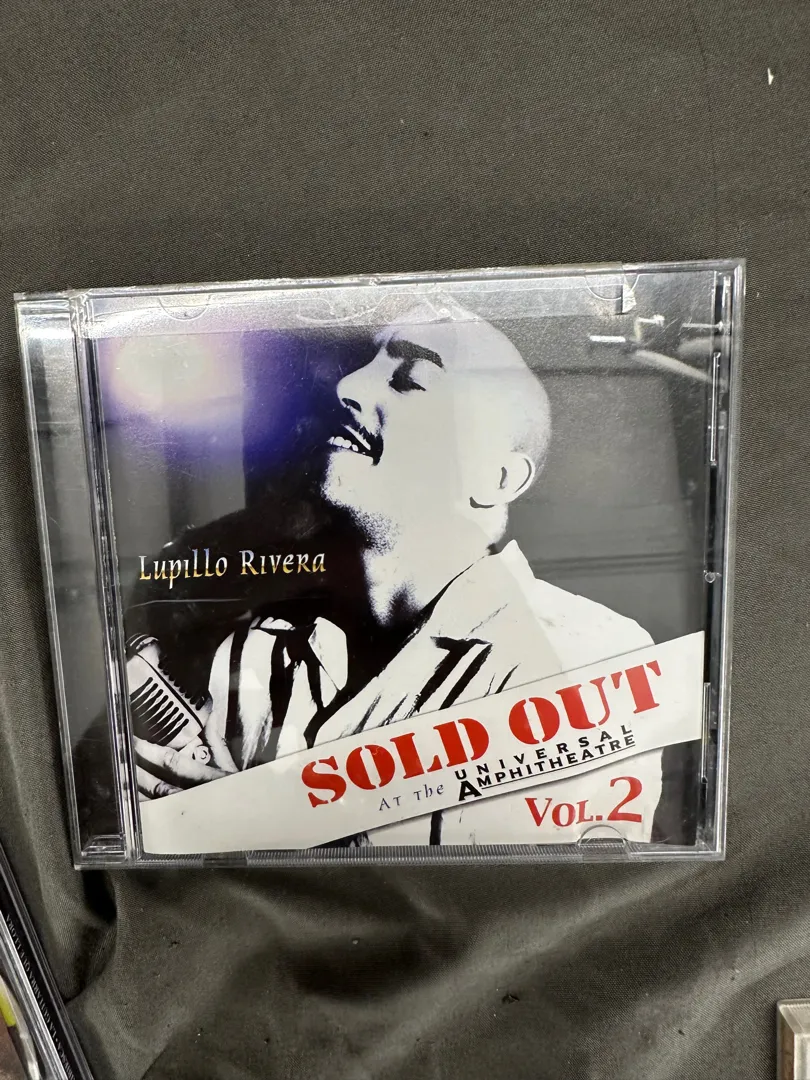 Lupillo Rivera
SOLD OUT
At the UNIVERSAL
AMPHITHEATRE
VOL.2